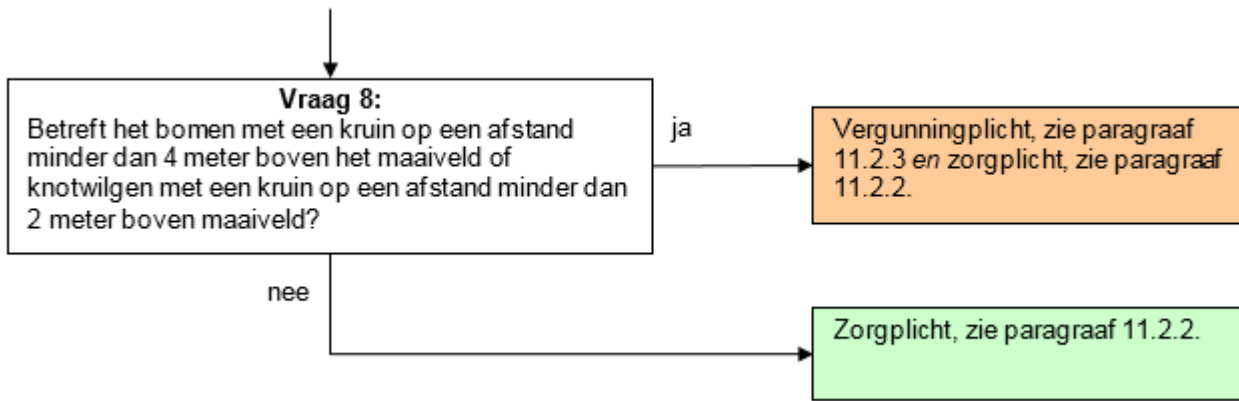 Vraag 8:
Betreft het bomen met een kruin op een afstand
minder dan 4 meter boven het maaiveld of
knotwilgen met een kruin op een afstand minder dan
2 meter boven maaiveld?
ja
Vergunningplicht, zie paragraaf
11.2.3 en zorgplicht, zie paragraaf
11.2.2.
nee
Zorgplicht, zie paragraaf 11.2.2.